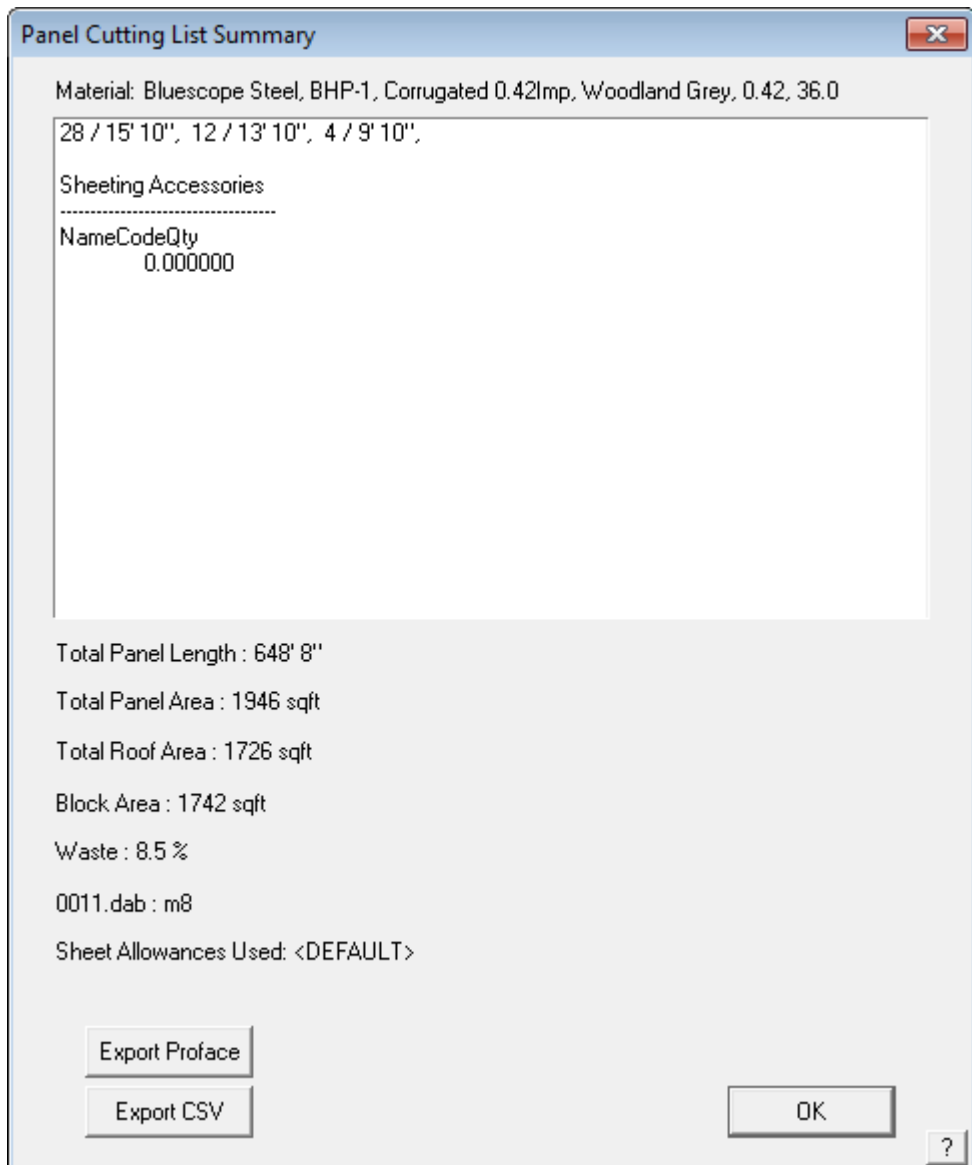 Panel Cutting List Summary
Material: Bluescope Steel, BHP-1, Corrugated 0.42Imp, Woodland Grey, 0.42, 36.0
28 / 15' 10'', 12 / 13' 10'', 4 / 9' 10'',
Sheeting Accessories
------------------------------------
NameCodeQty
0.000000
Total Panel Length : 648' 8''
Total Panel Area : 1946 sqft
Total Roof Area : 1726 sqft
Block Area : 1742 sqft
Waste : 8.5 %
0011.dab : m8
Sheet Allowances Used: <DEFAULT>
Export Proface
Export CSV
OK
?